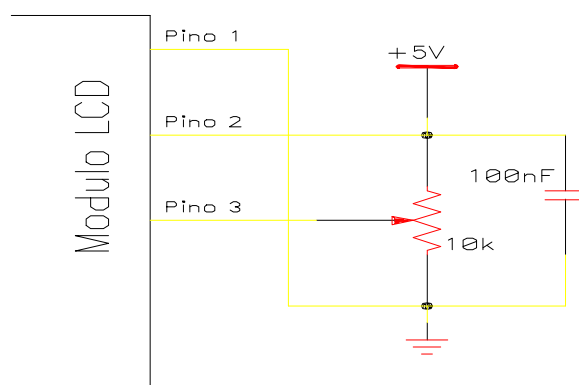 Modulo LCD
Pino 1
+5V
Pino 2
100nF
Pino 3
10k